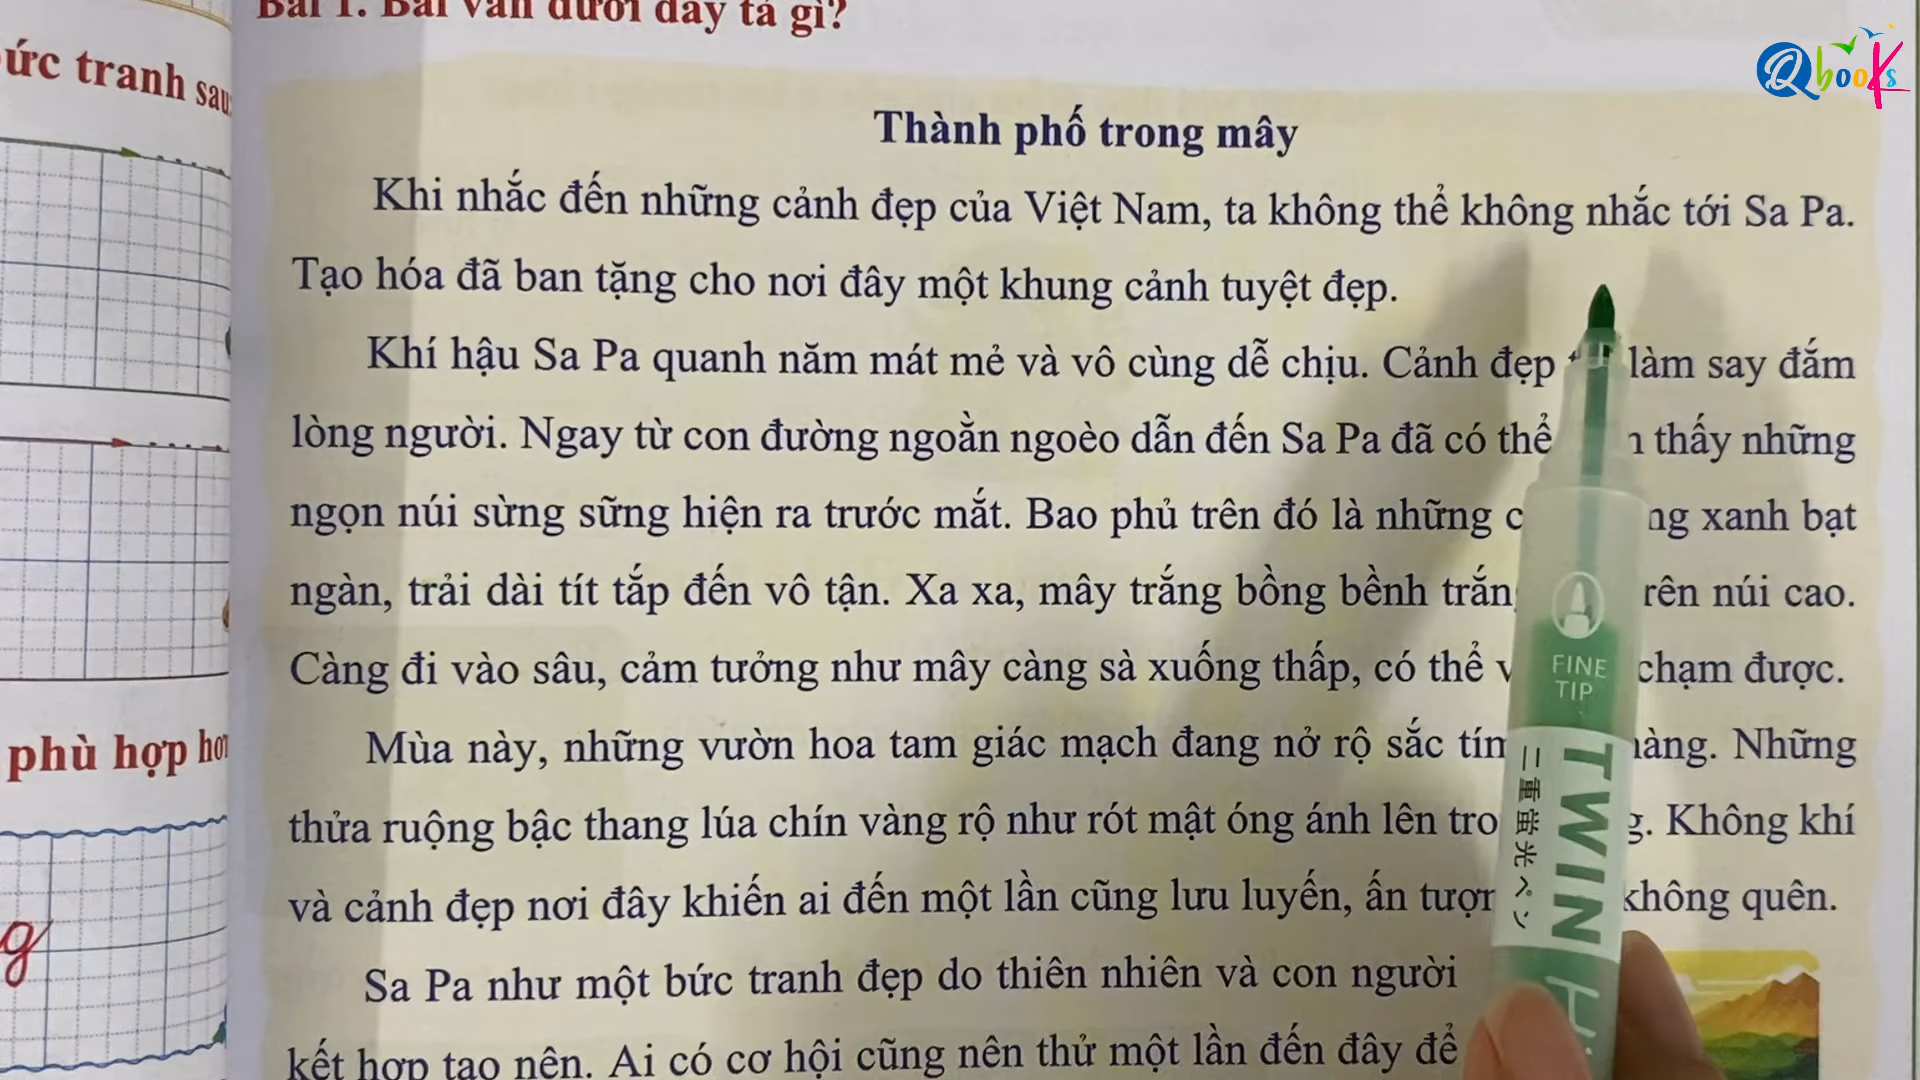 Bài 1. Bài văn dưới đây tả gì?
ức tranh sau:
Qbooks
Thành phố trong mây
Khi nhắc đến những cảnh đẹp của Việt Nam, ta không thể không nhắc tới Sa Pa.
Tạo hóa đã ban tặng cho nơi đây một khung cảnh tuyệt đẹp.
Khí hậu Sa Pa quanh năm mát mẻ và vô cùng dễ chịu. Cảnh đẹp làm say đắm
lòng người. Ngay từ con đường ngoằn ngoèo dẫn đến Sa Pa đã có thể thấy những
ngọn núi sừng sững hiện ra trước mắt. Bao phủ trên đó là những xanh bạt
ngàn, trải dài tít tắp đến vô tận. Xa xa, mây trắng bồng bềnh núi cao.
Càng đi vào sâu, cảm tưởng như mây càng sà xuống thấp, có thể chạm được.
Mùa này, những vườn hoa tam giác mạch đang nở rộ sắc Những
thửa ruộng bậc thang lúa chín vàng rộ như rót mật óng ánh lên Không khí
và cảnh đẹp nơi đây khiến ai đến một lần cũng lưu luyến, ấn không quên.
Sa Pa như một bức tranh đẹp do thiên nhiên và con người
kết hợp tạo nên. Ai có cơ hội cũng nên thử một lần đến đây để
phù hợp
g
FINE
TIP
TWIN
二重蛍光ペン